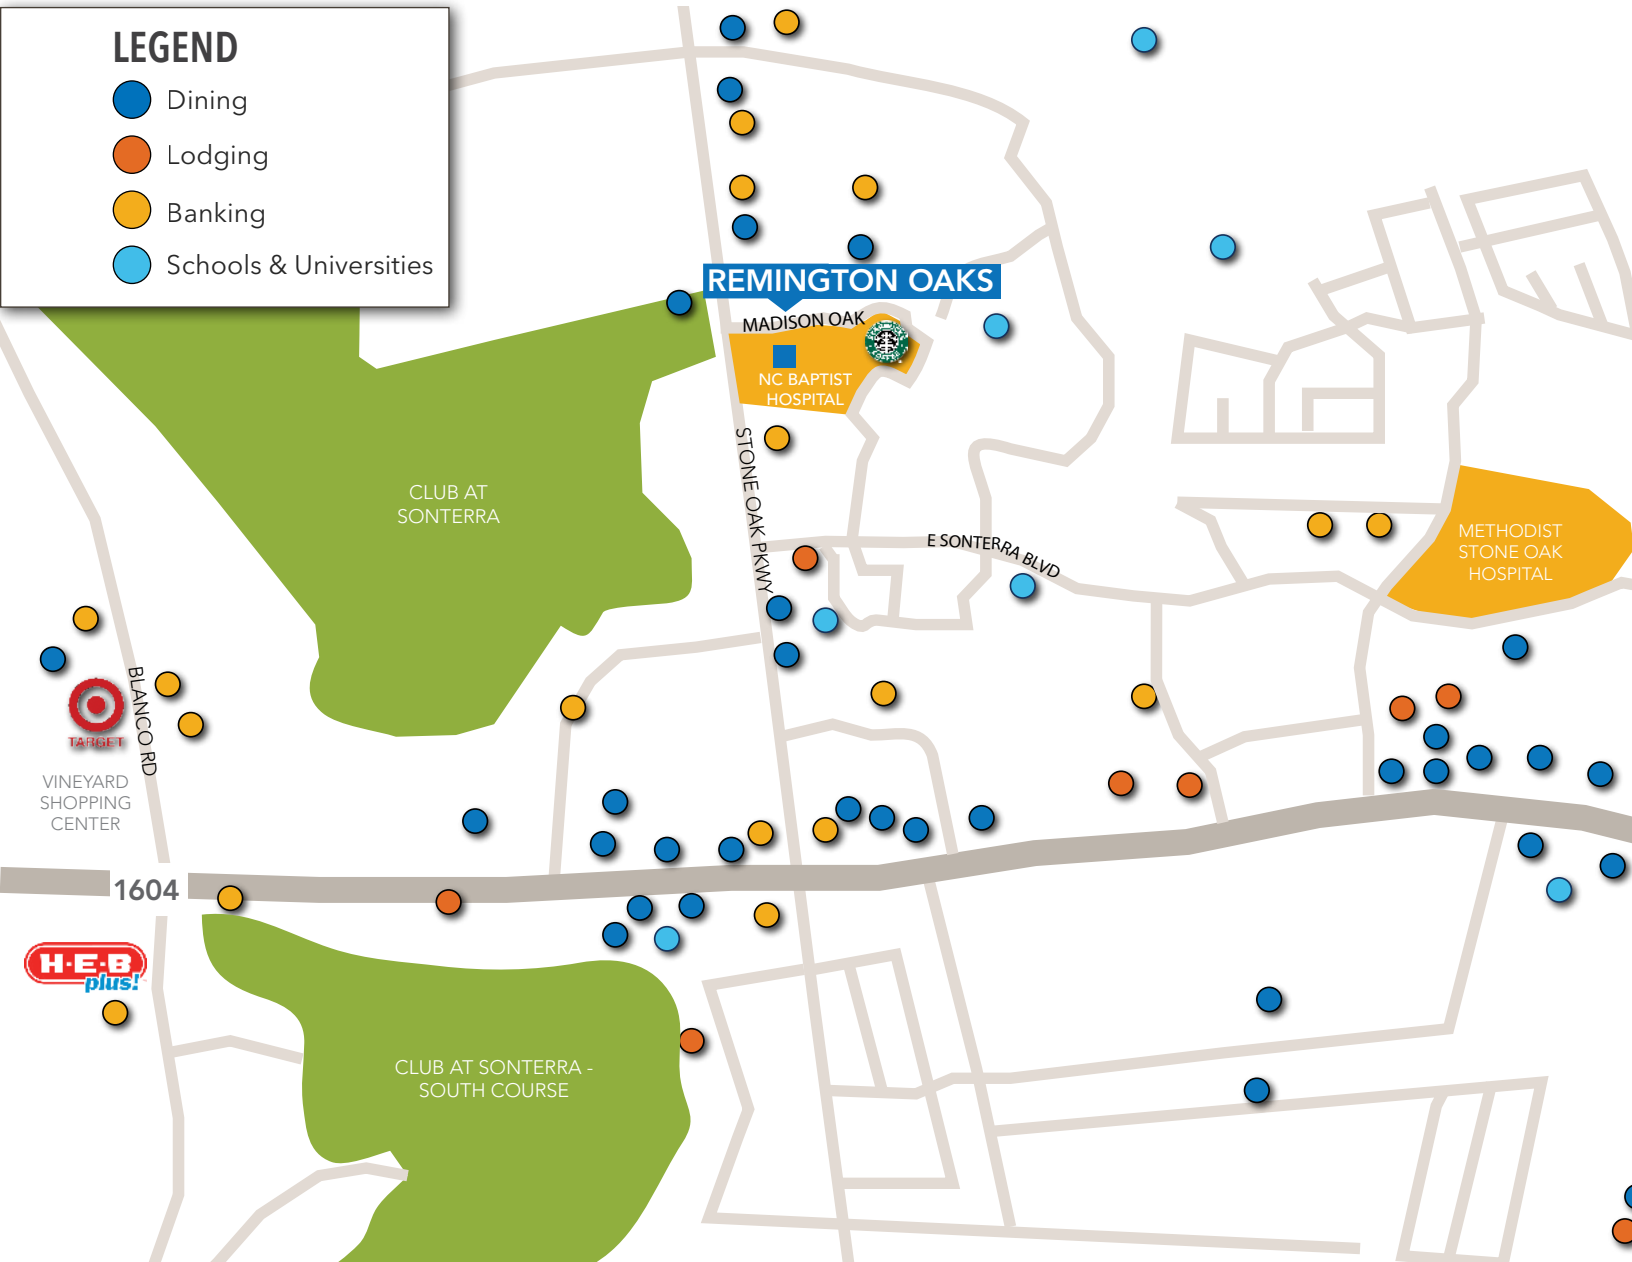 LEGEND
Dining
Lodging
Banking
Schools & Universities
REMINGTON OAKS
MADISON OAK
NC BAPTIST
HOSPITAL
STONE OAK PKWY
CLUB AT
SONTERRA
E SONTERRA BLVD
METHODIST
STONE OAK
HOSPITAL
BLANCO RD
TARGET
VINEYARD
SHOPPING
CENTER
1604
H-E-B
plus!
CLUB AT SONTERRA -
SOUTH COURSE